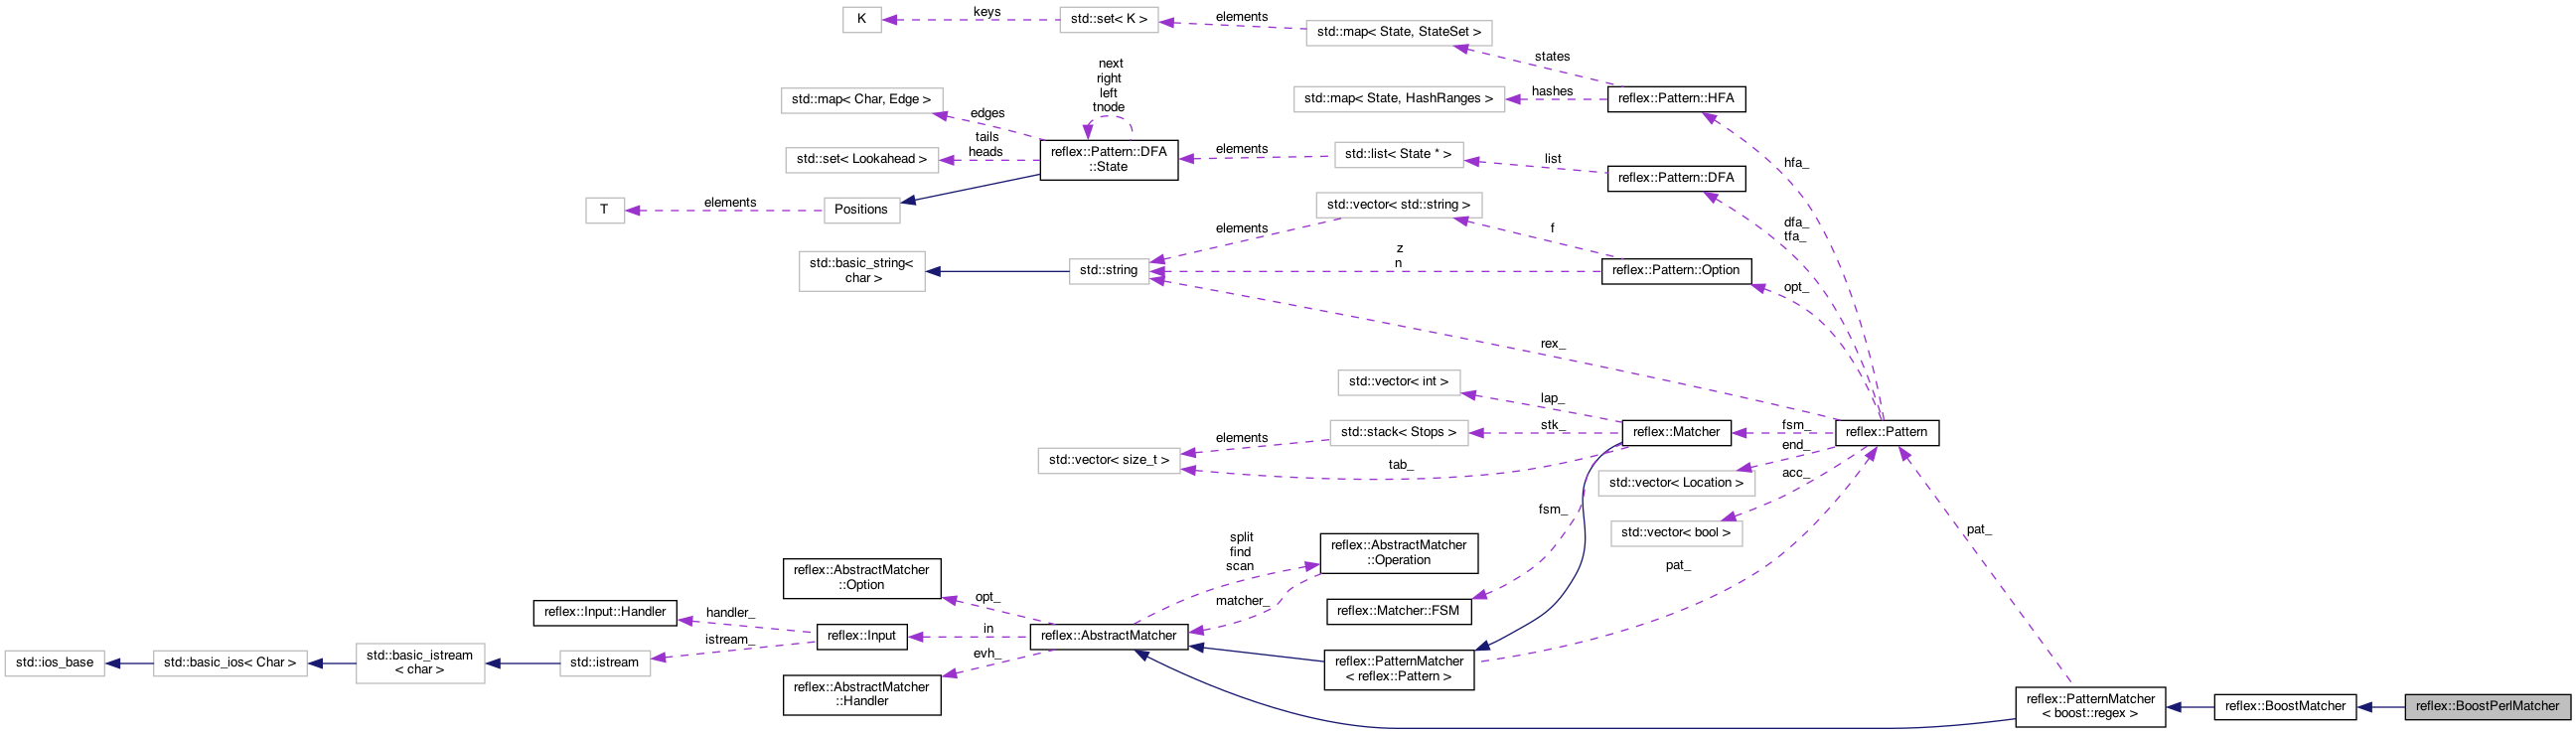 K
keys
std::set< K >
elements
std::map< State, StateSet >
states
next
right
left
tnode
std::map< Char, Edge >
edges
std::map< State, HashRanges >
hashes
reflex::Pattern::HFA
tails
heads
std::set< Lookahead >
reflex::Pattern::DFA
::State
elements
std::list< State * >
list
reflex::Pattern::DFA
hfa_
T
elements
Positions
std::vector< std::string >
elements
f
dfa_
tfa_
std::basic_string<
char >
std::string
z
n
reflex::Pattern::Option
opt_
rex_
std::vector< int >
lap_
std::stack< Stops >
stk_
reflex::Matcher
fsm_
reflex::Pattern
elements
std::vector< size_t >
tab_
end_
std::vector< Location >
acc_
fsm_
std::vector< bool >
pat_
split
find
scan
reflex::AbstractMatcher
::Operation
reflex::AbstractMatcher
::Option
opt_
matcher_
pat_
reflex::Input::Handler
handler_
reflex::Matcher::FSM
istream_
reflex::Input
in
reflex::AbstractMatcher
evh_
std::ios_base
std::basic_ios< Char >
std::basic_istream
< char >
std::istream
reflex::PatternMatcher
< reflex::Pattern >
reflex::AbstractMatcher
::Handler
reflex::PatternMatcher
< boost::regex >
reflex::BoostMatcher
reflex::BoostPerlMatcher